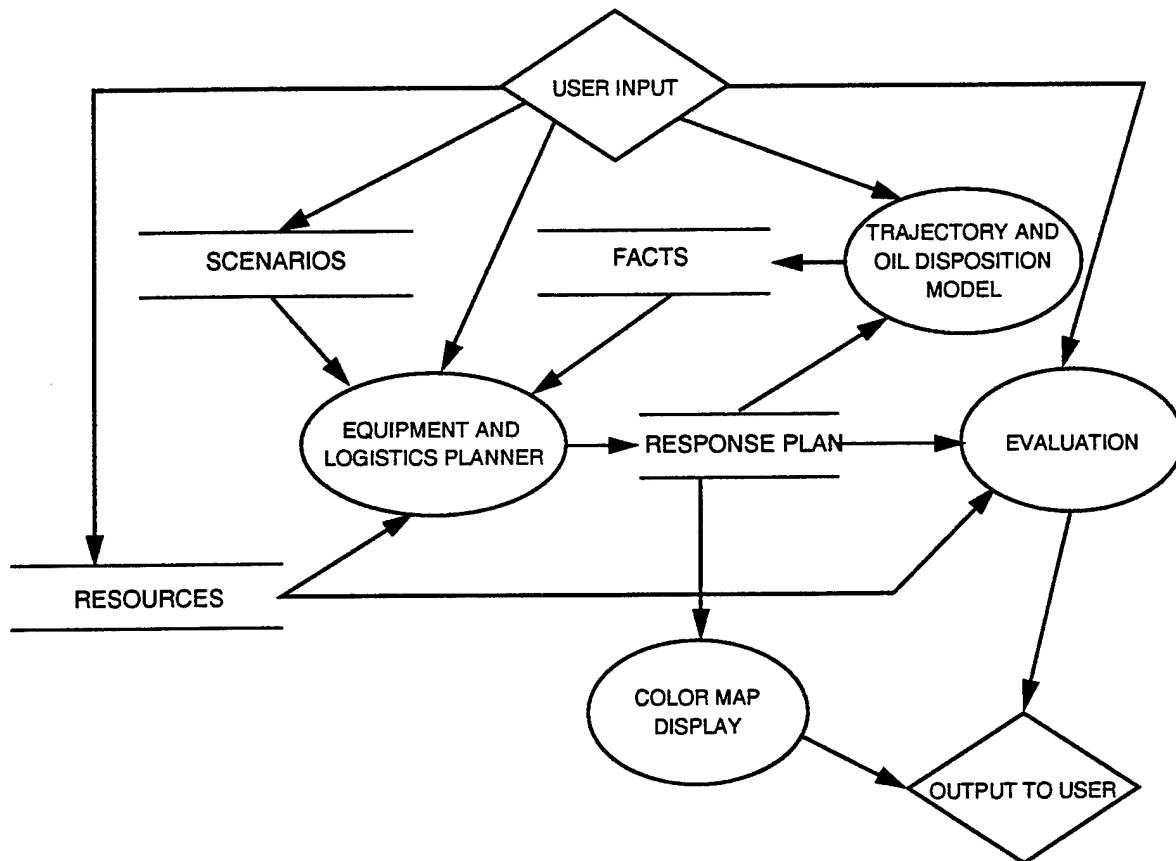 USER INPUT
SCENARIOS
FACTS
TRAJECTORY AND
OIL DISPOSITION
MODEL
EQUIPMENT AND
LOGISTICS PLANNER
RESPONSE PLAN
EVALUATION
RESOURCES
COLOR MAP
DISPLAY
OUTPUT TO USER